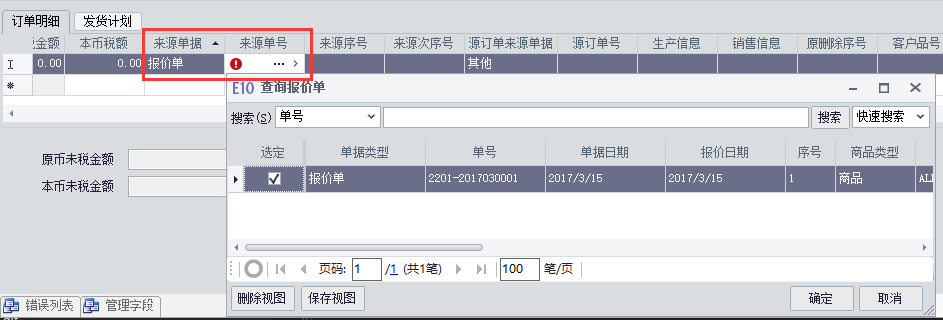 订单明细 发货计划
金额 本币税额 来源单据 来源单号 来源序号 来源次序号 源订单来源单据 源订单号 生产信息 销售信息 原删除序号 客户品号
0.00 0.00 报价单 ··· 其他
E10 查询报价单
搜索(S) 单号 搜索 快速搜索
选定 单据类型 单号 单据日期 报价日期 序号 商品类型
报价单 2201-2017030001 2017/3/15 2017/3/15 1 商品
原币未税金额
本币未税金额
页码: 1 /1 (共1笔) 100 笔/页
删除视图 保存视图 确定 取消
错误列表 管理字段